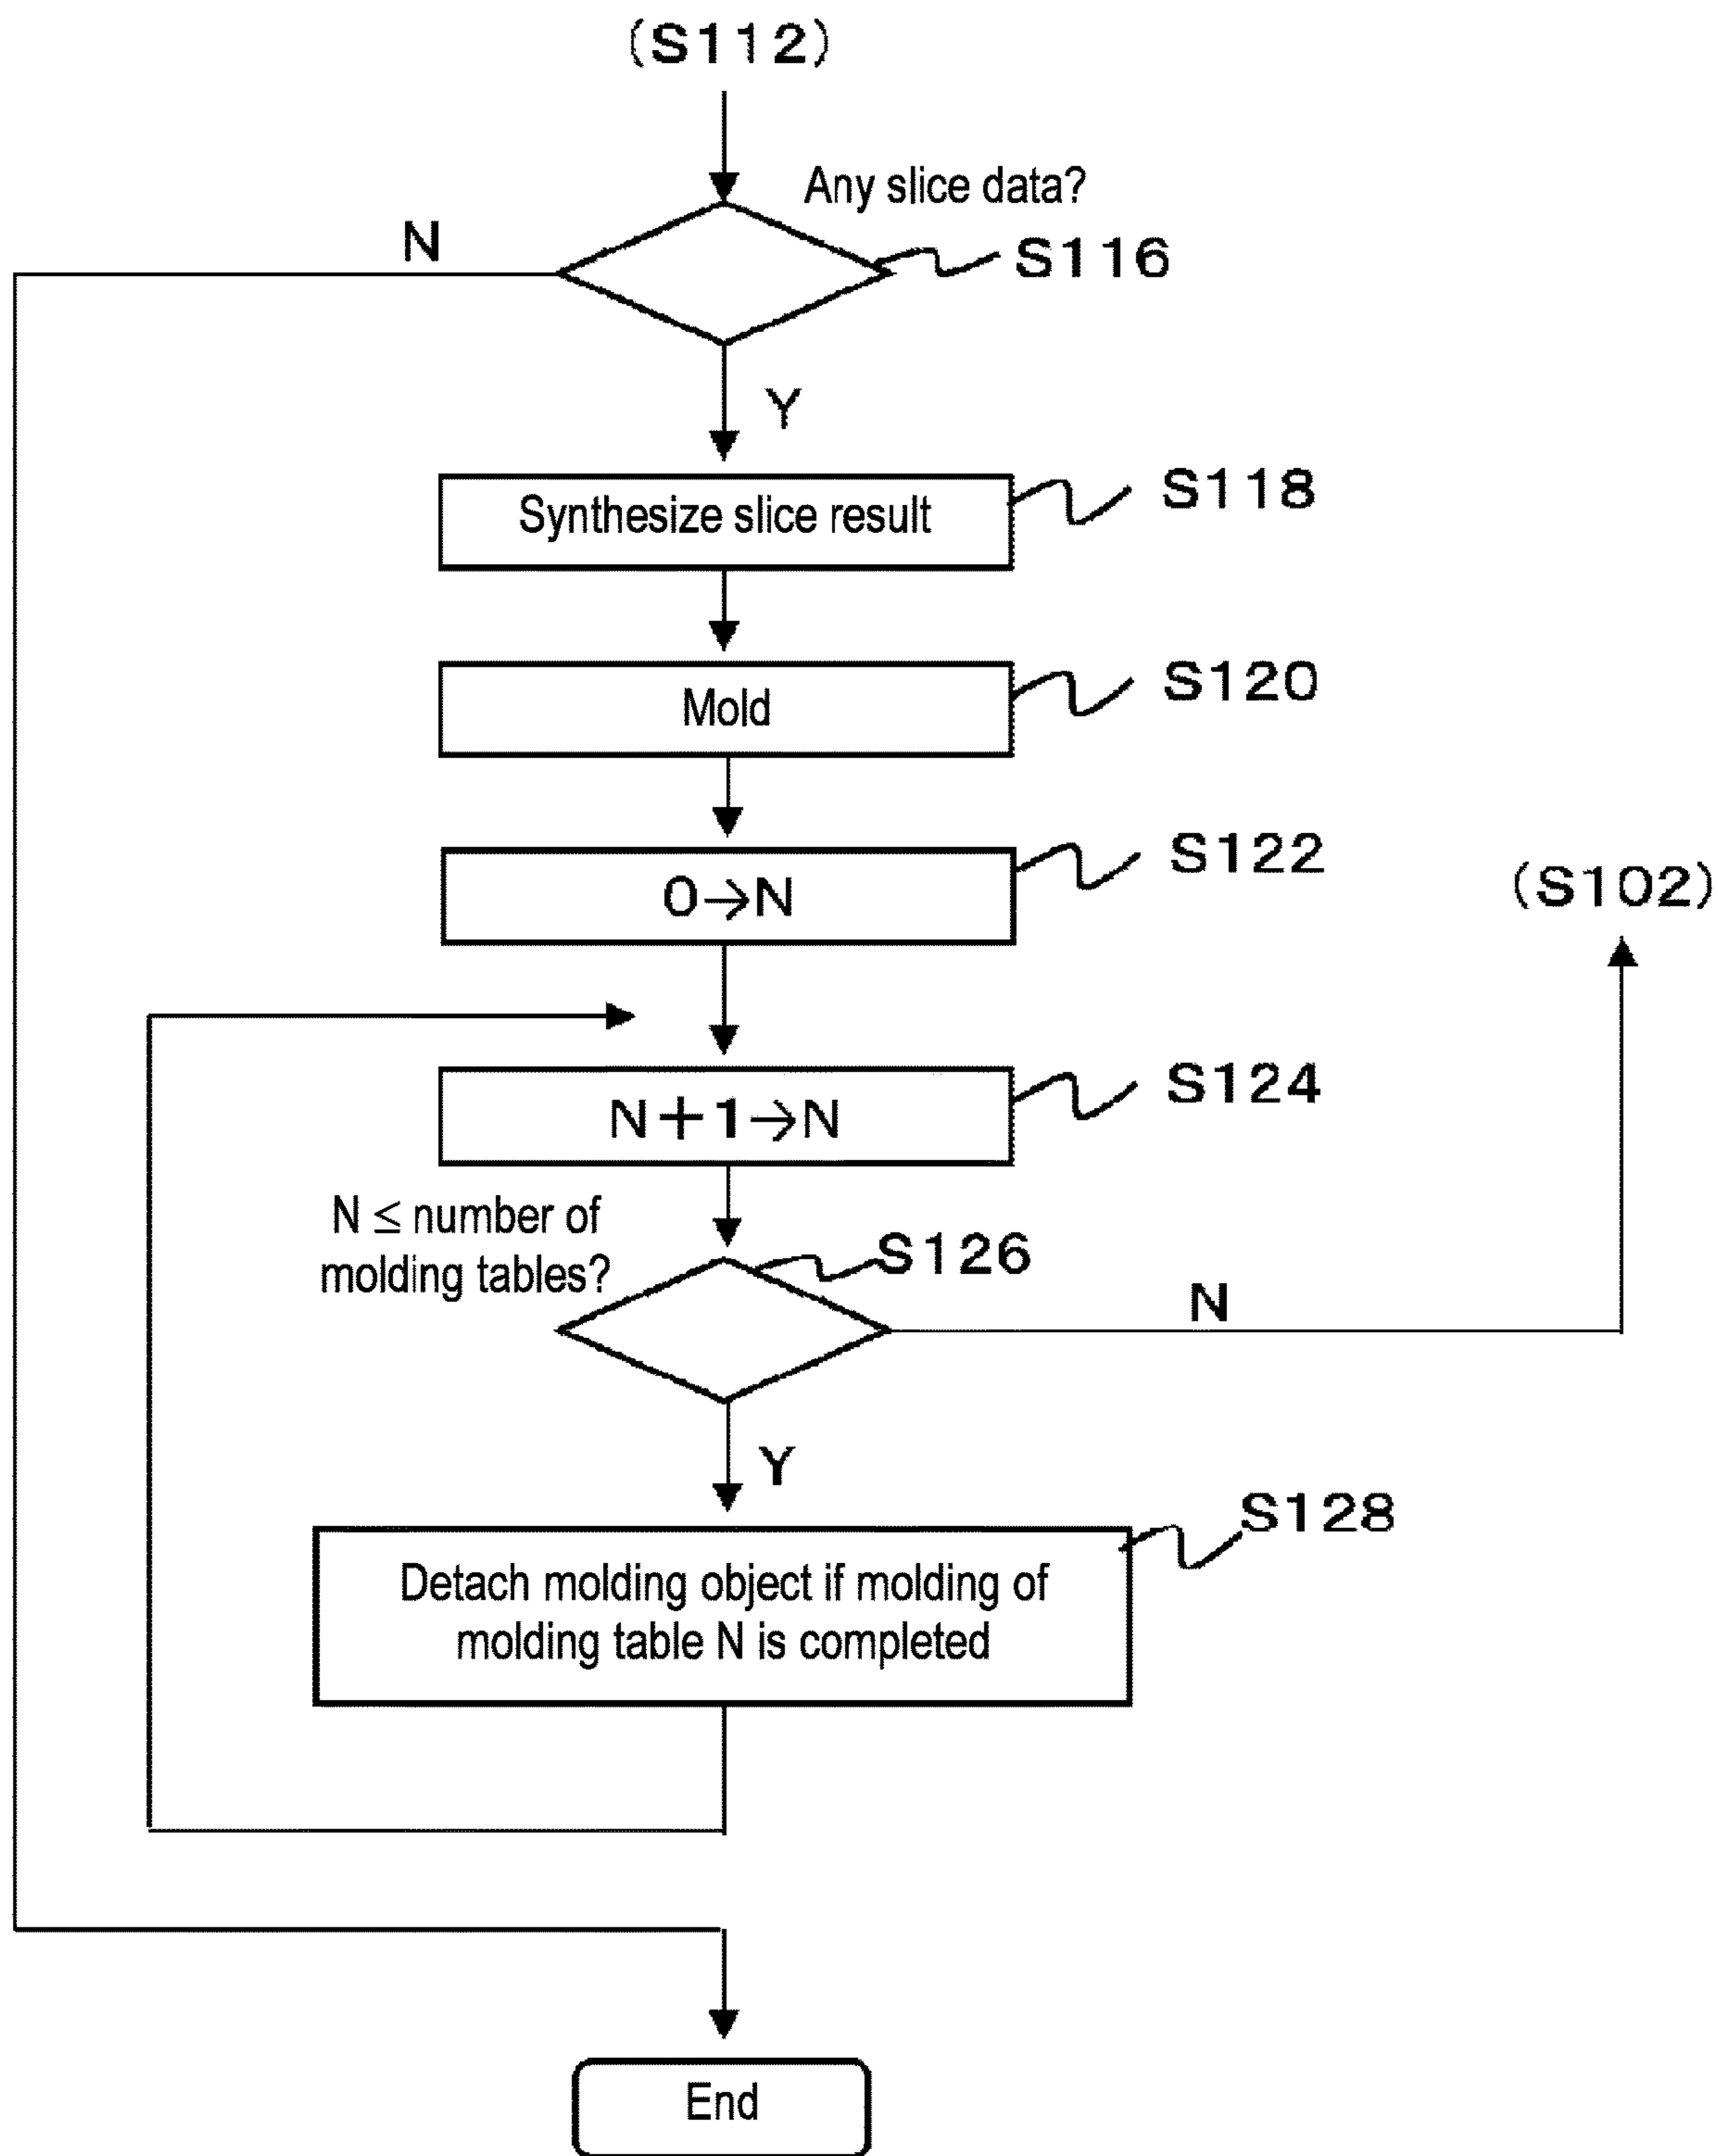 (S112)
Any slice data?
N
S116
Y
Synthesize slice result
S118
Mold
S120
0→N
S122
(S102)
N+1→N
S124
N ≤ number of
molding tables?
S126
N
Y
Detach molding object if molding of
molding table N is completed
S128
End